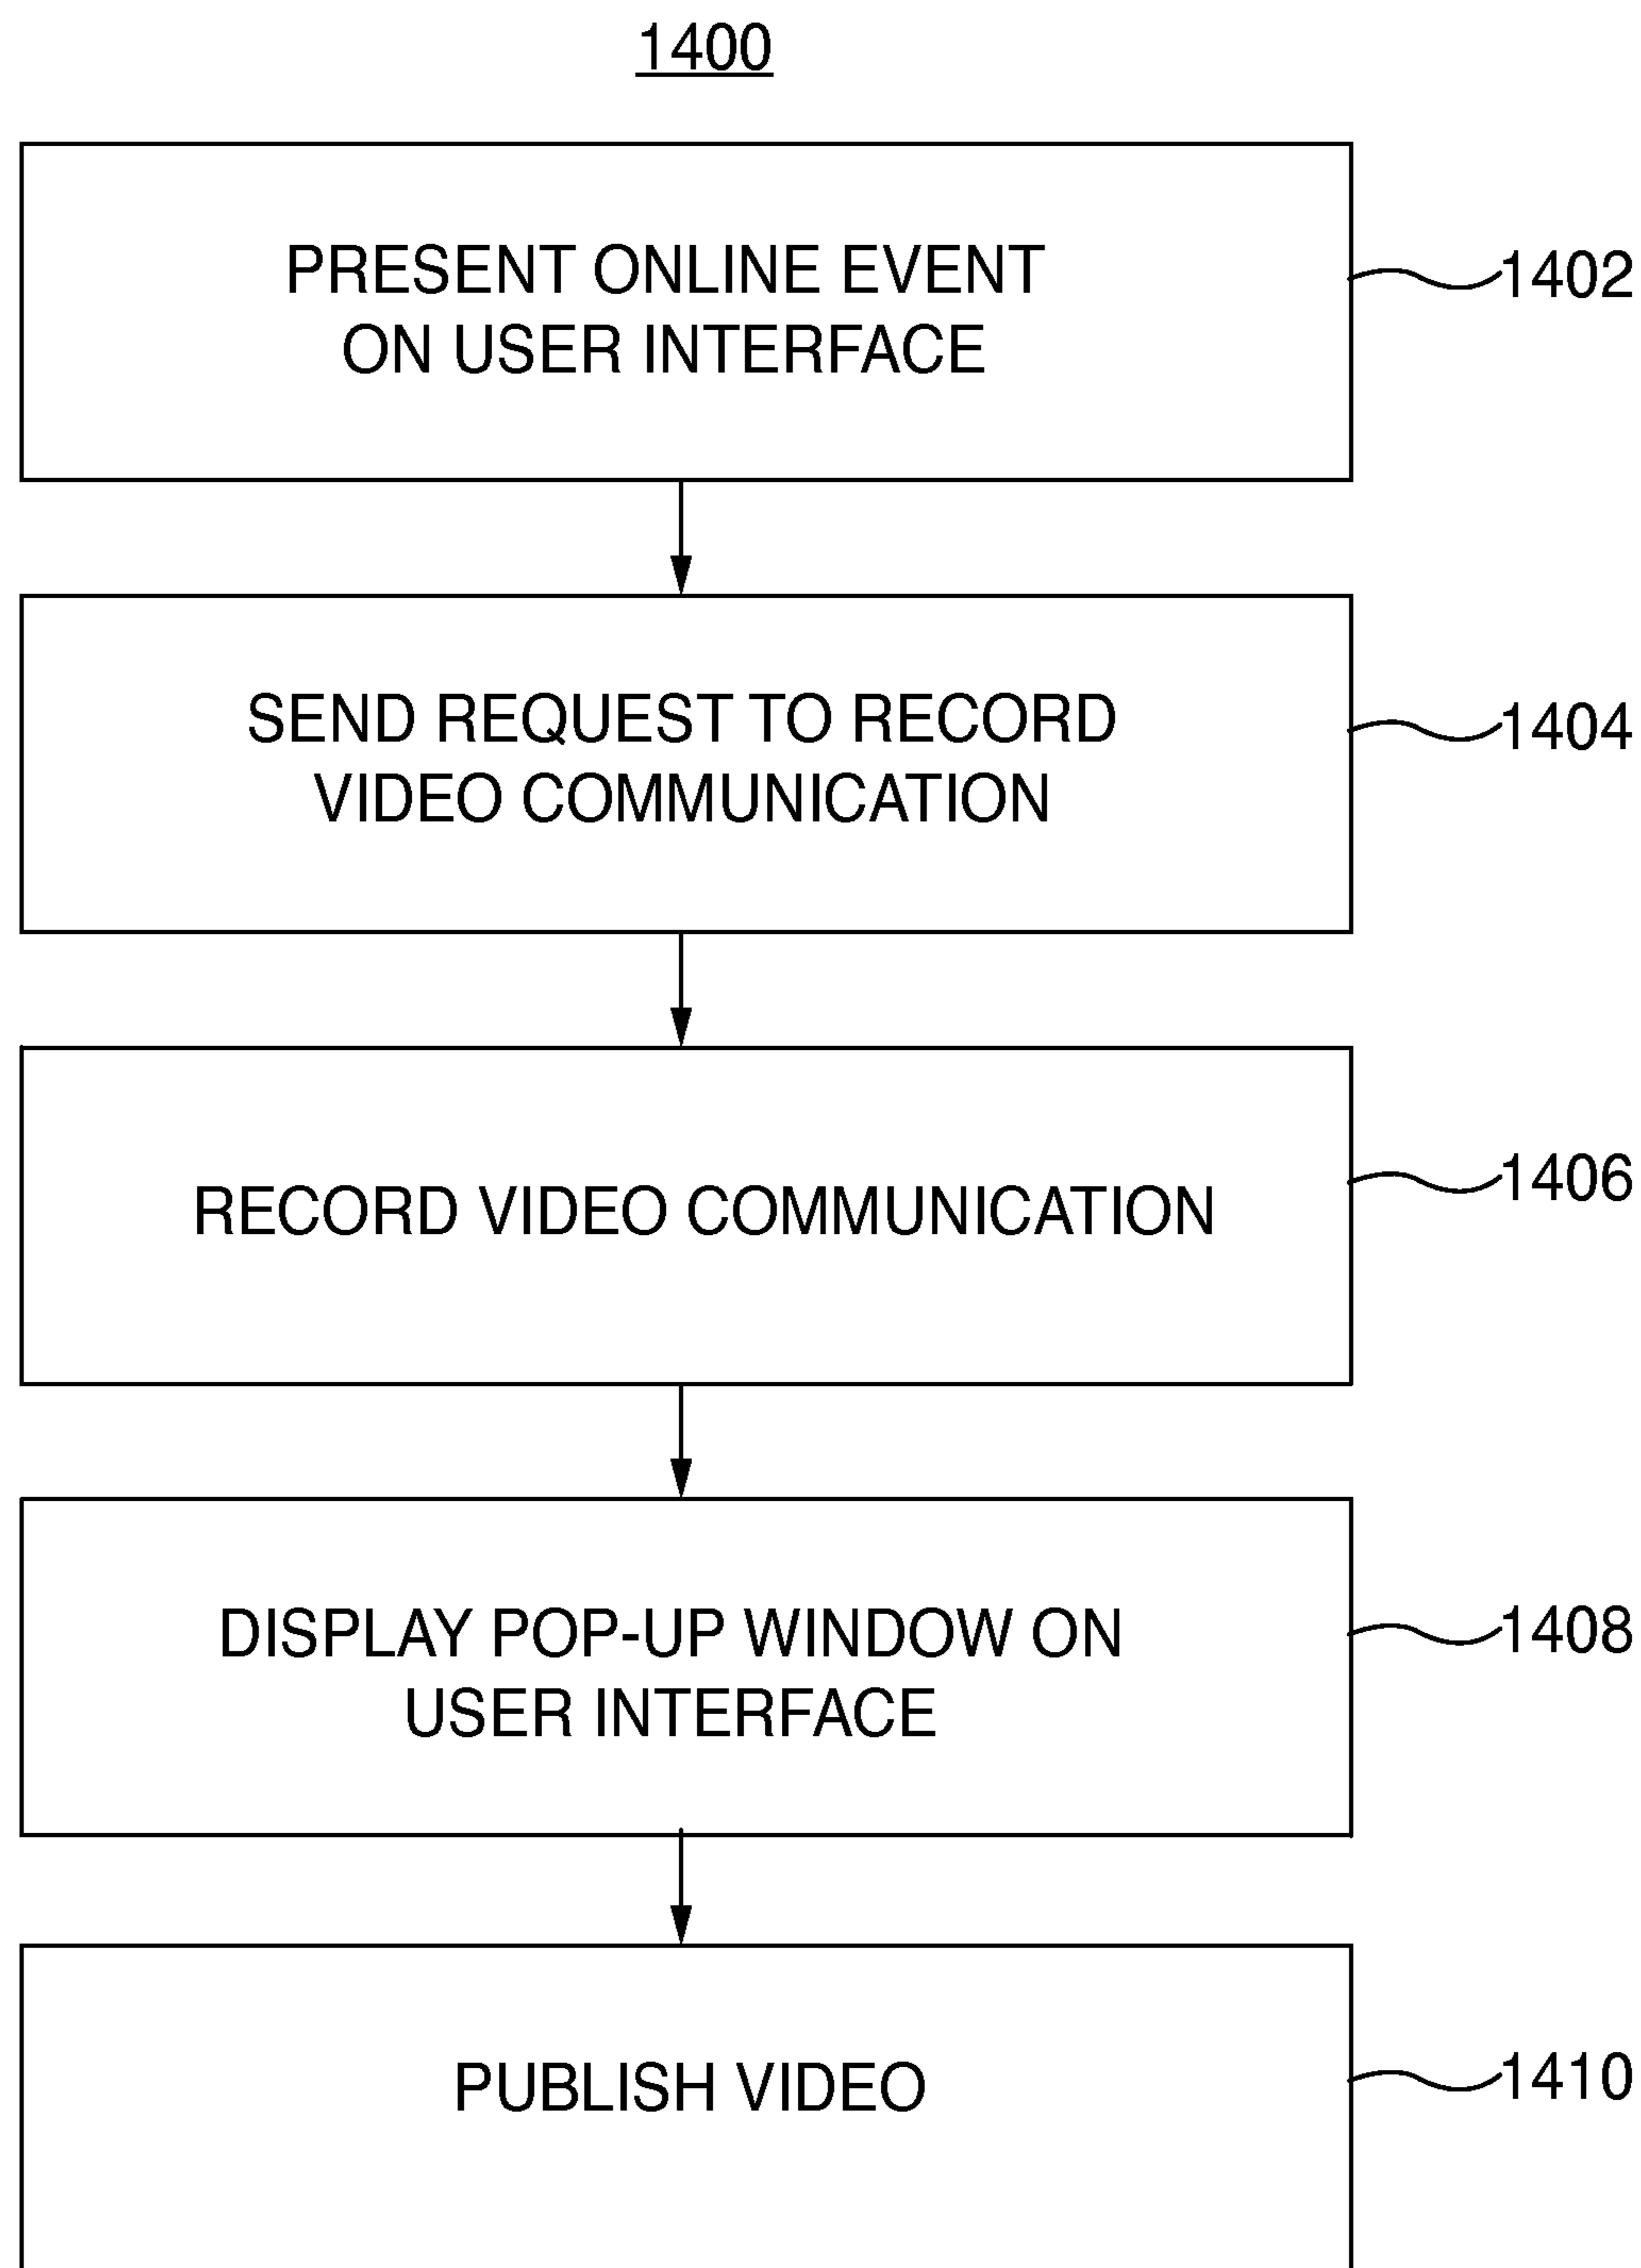 1400
PRESENT ONLINE EVENT
ON USER INTERFACE
1402
SEND REQUEST TO RECORD
VIDEO COMMUNICATION
1404
RECORD VIDEO COMMUNICATION
1406
DISPLAY POP-UP WINDOW ON
USER INTERFACE
1408
PUBLISH VIDEO
1410